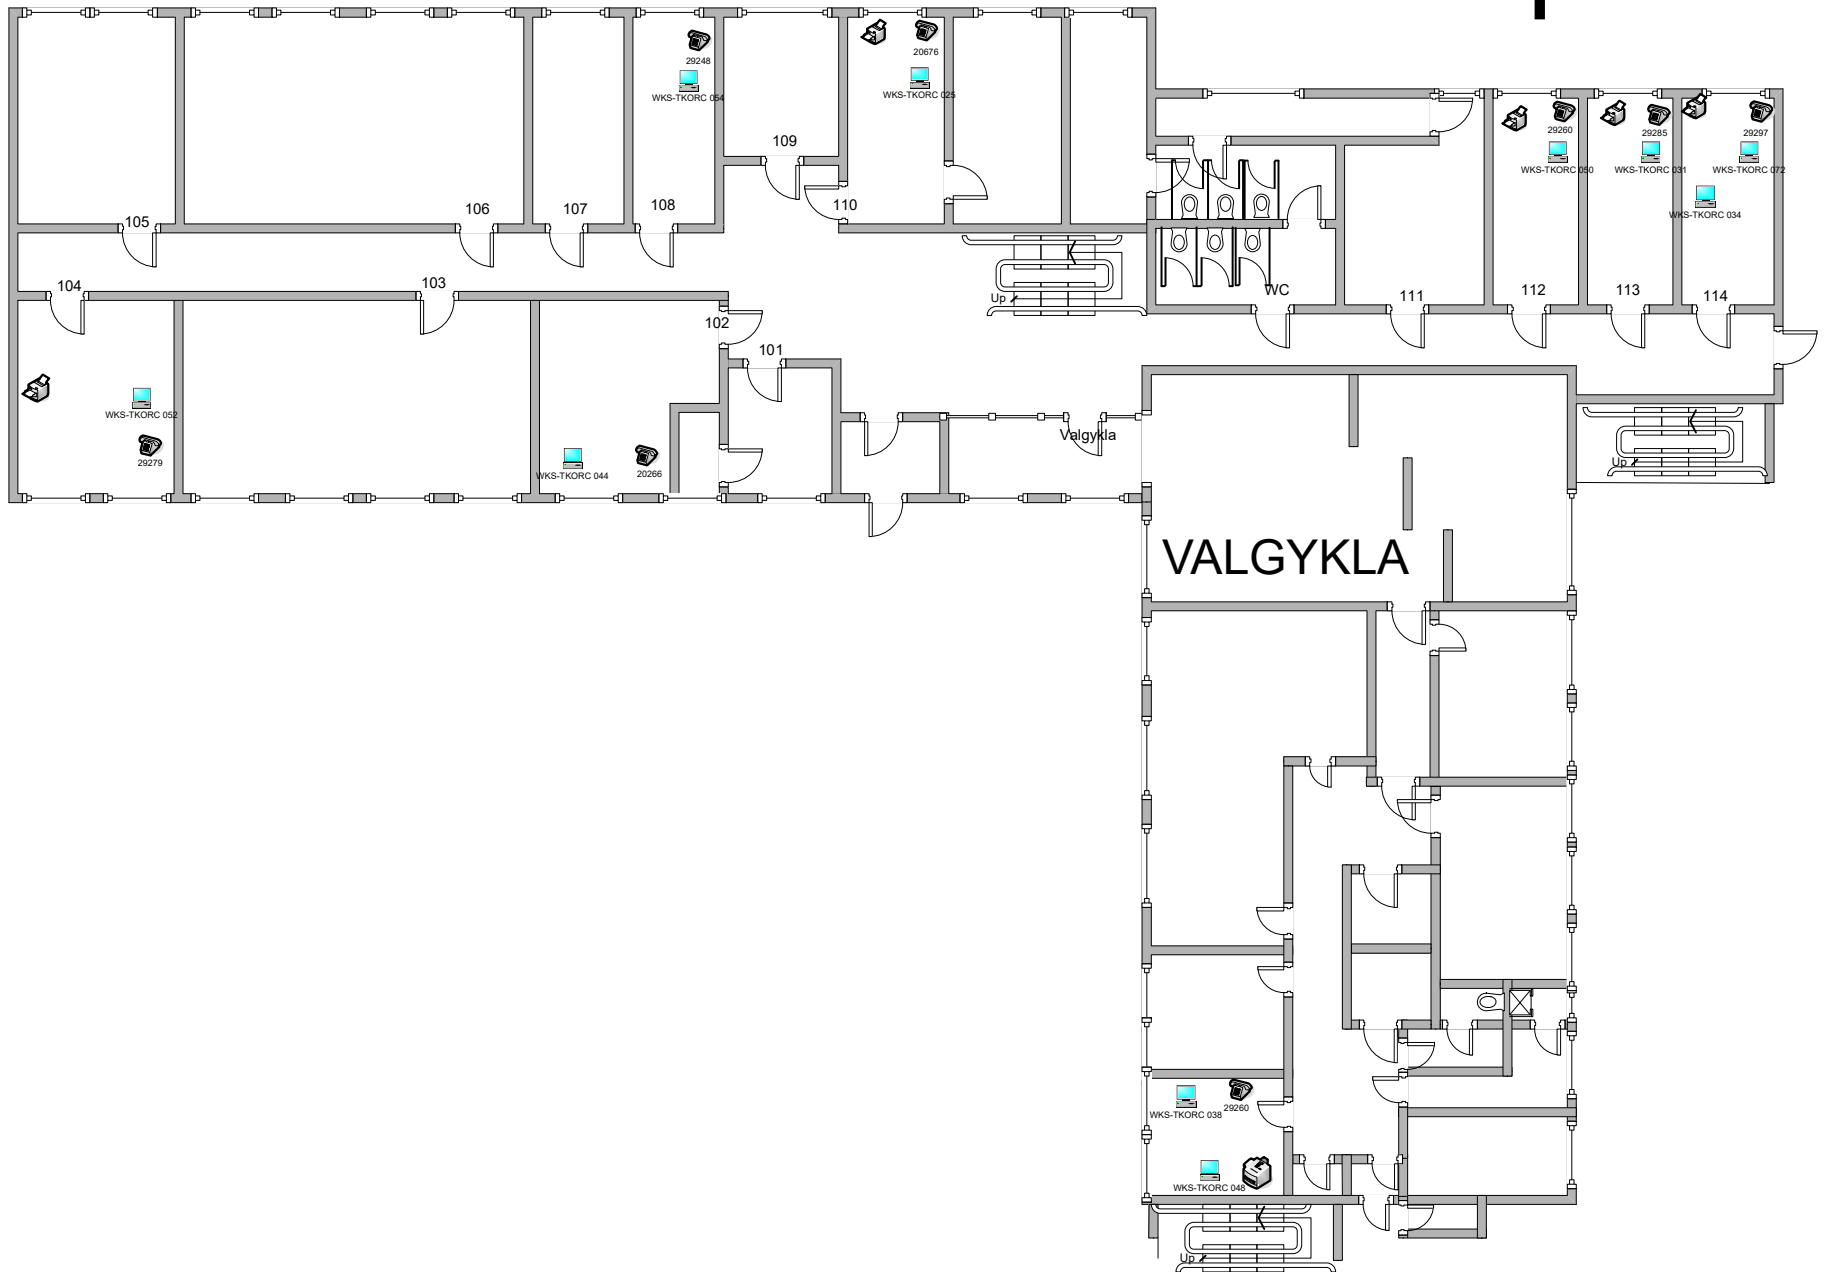 29248
WKS-TKORC 054
20676
WKS-TKORC 025
29260
WKS-TKORC 050
29285
WKS-TKORC 031
29297
WKS-TKORC 072
WKS-TKORC 034
109
110
105
106
107
108
Up
WC
111
112
113
114
104
103
102
101
WKS-TKORC 052
29279
WKS-TKORC 044
20266
Valgykla
Up
VALGYKLA
WKS-TKORC 038
29260
WKS-TKORC 048
Up